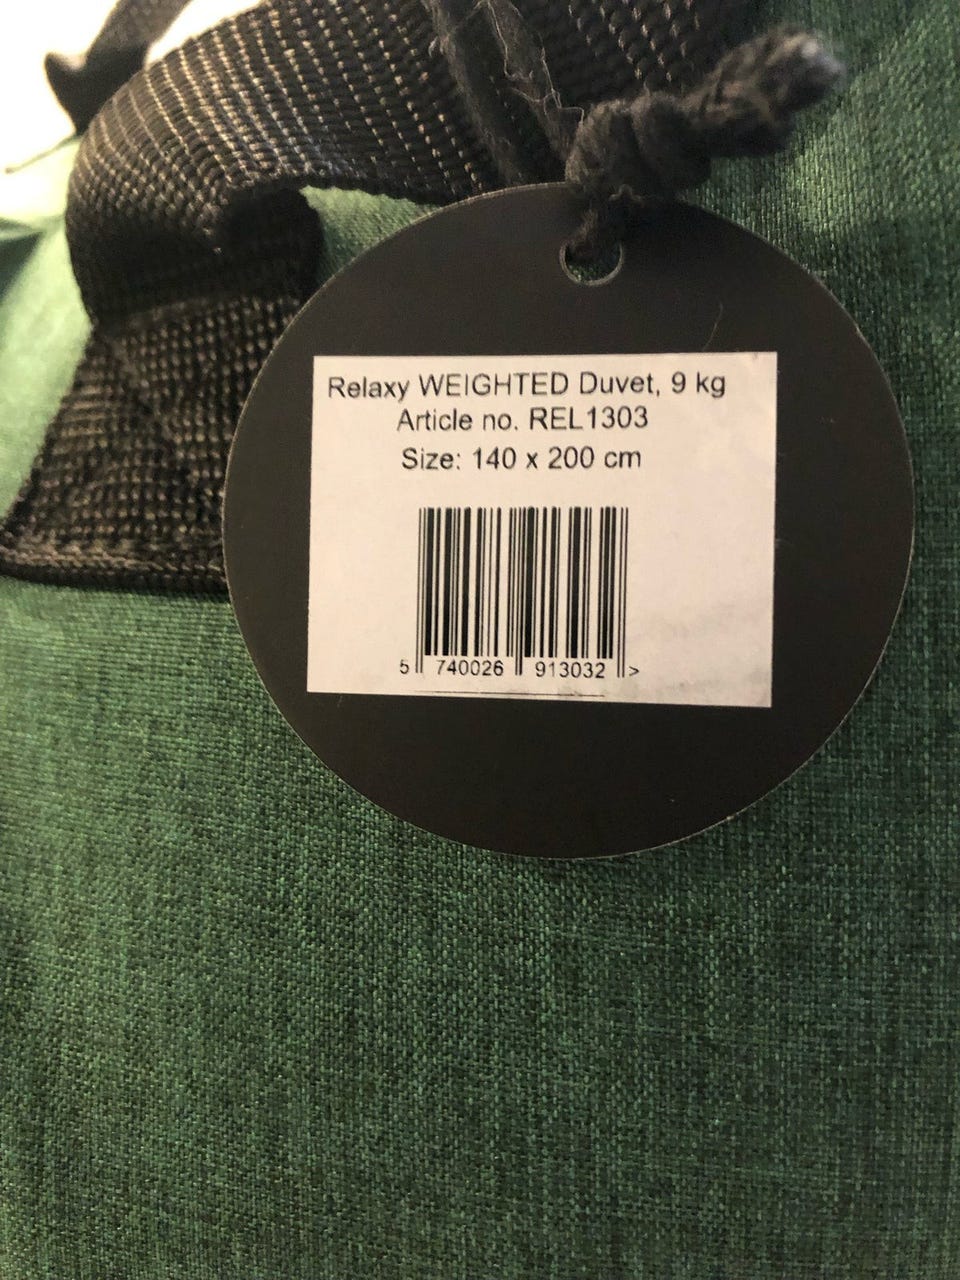 Relaxy WEIGHTED Duvet, 9 kg
Article no. REL1303
Size: 140 x 200 cm
5 740026 913032 >